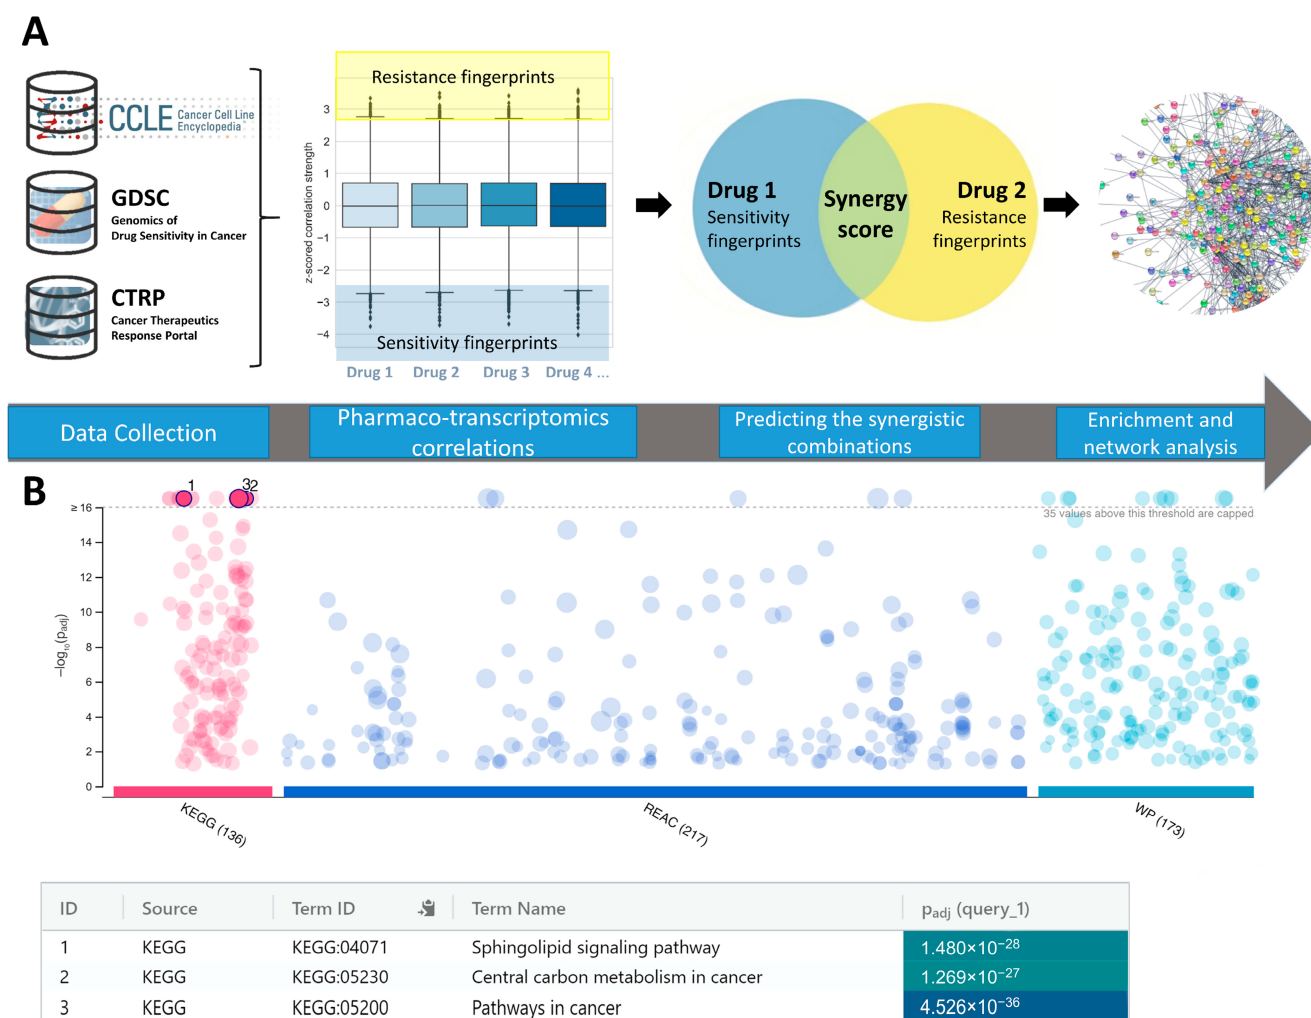 A
CCLE Cancer Cell Line
Encyclopedia
GDSC
Genomics of
Drug Sensitivity in Cancer
CTRP
Cancer Therapeutics
Response Portal
Resistance fingerprints
z-scored correlation strength
3
2
1
0
−1
−2
−3
−4
Sensitivity fingerprints
Drug 1 Drug 2 Drug 3 Drug 4 ...
Drug 1
Sensitivity
fingerprints
Synergy
score
Drug 2
Resistance
fingerprints
Data Collection
Pharmaco-transcriptomics
correlations
Predicting the synergistic
combinations
Enrichment and
network analysis
B
1 3 2
≥ 16
35 values above this threshold are capped
14
12
10
8
6
4
2
0
−log10(padj)
KEGG (136)
REAC (217)
WP (173)
ID Source Term ID Term Name padj (query_1)
1 KEGG KEGG:04071 Sphingolipid signaling pathway 1.480×10−28
2 KEGG KEGG:05230 Central carbon metabolism in cancer 1.269×10−27
3 KEGG KEGG:05200 Pathways in cancer 4.526×10−36